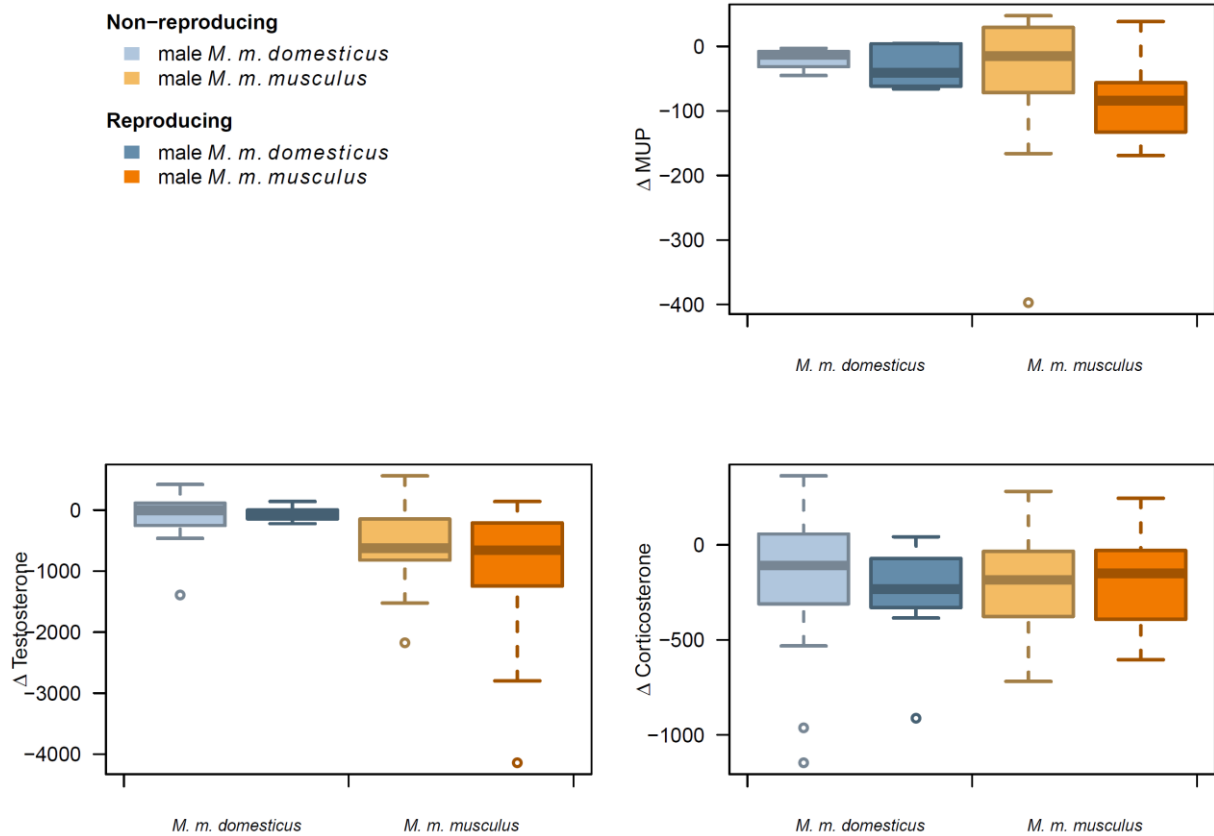 Non−reproducing
male M. m. domesticus
male M. m. musculus
Reproducing
male M. m. domesticus
male M. m. musculus
Δ MUP
0
−100
−200
−300
−400
M. m. domesticus
M. m. musculus
Δ Testosterone
0
−1000
−2000
−3000
−4000
M. m. domesticus
M. m. musculus
Δ Corticosterone
0
−500
−1000
M. m. domesticus
M. m. musculus